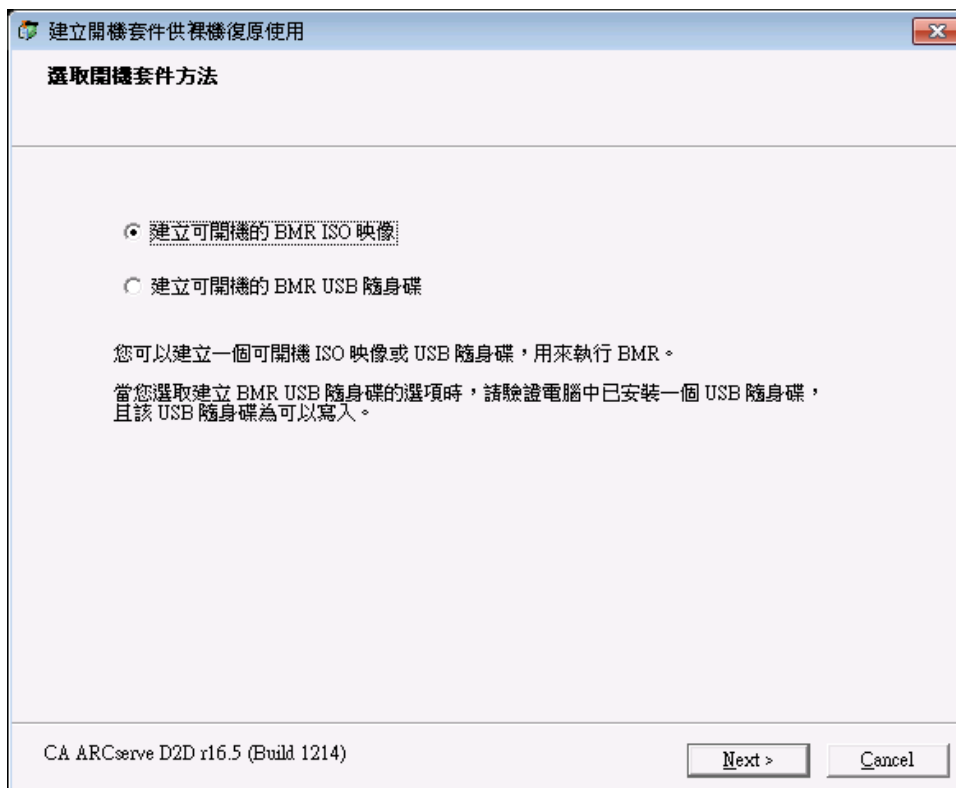 建立開機套件供裸機復原使用
選取開機套件方法
建立可開機的 BMR ISO 映像
建立可開機的 BMR USB 隨身碟
您可以建立一個可開機 ISO 映像或 USB 隨身碟，用來執行 BMR。
當您選取建立 BMR USB 隨身碟的選項時，請驗證電腦中已安裝一個 USB 隨身碟，
且該 USB 隨身碟為可以寫入。
CA ARCserve D2D r16.5 (Build 1214)
Next >
Cancel